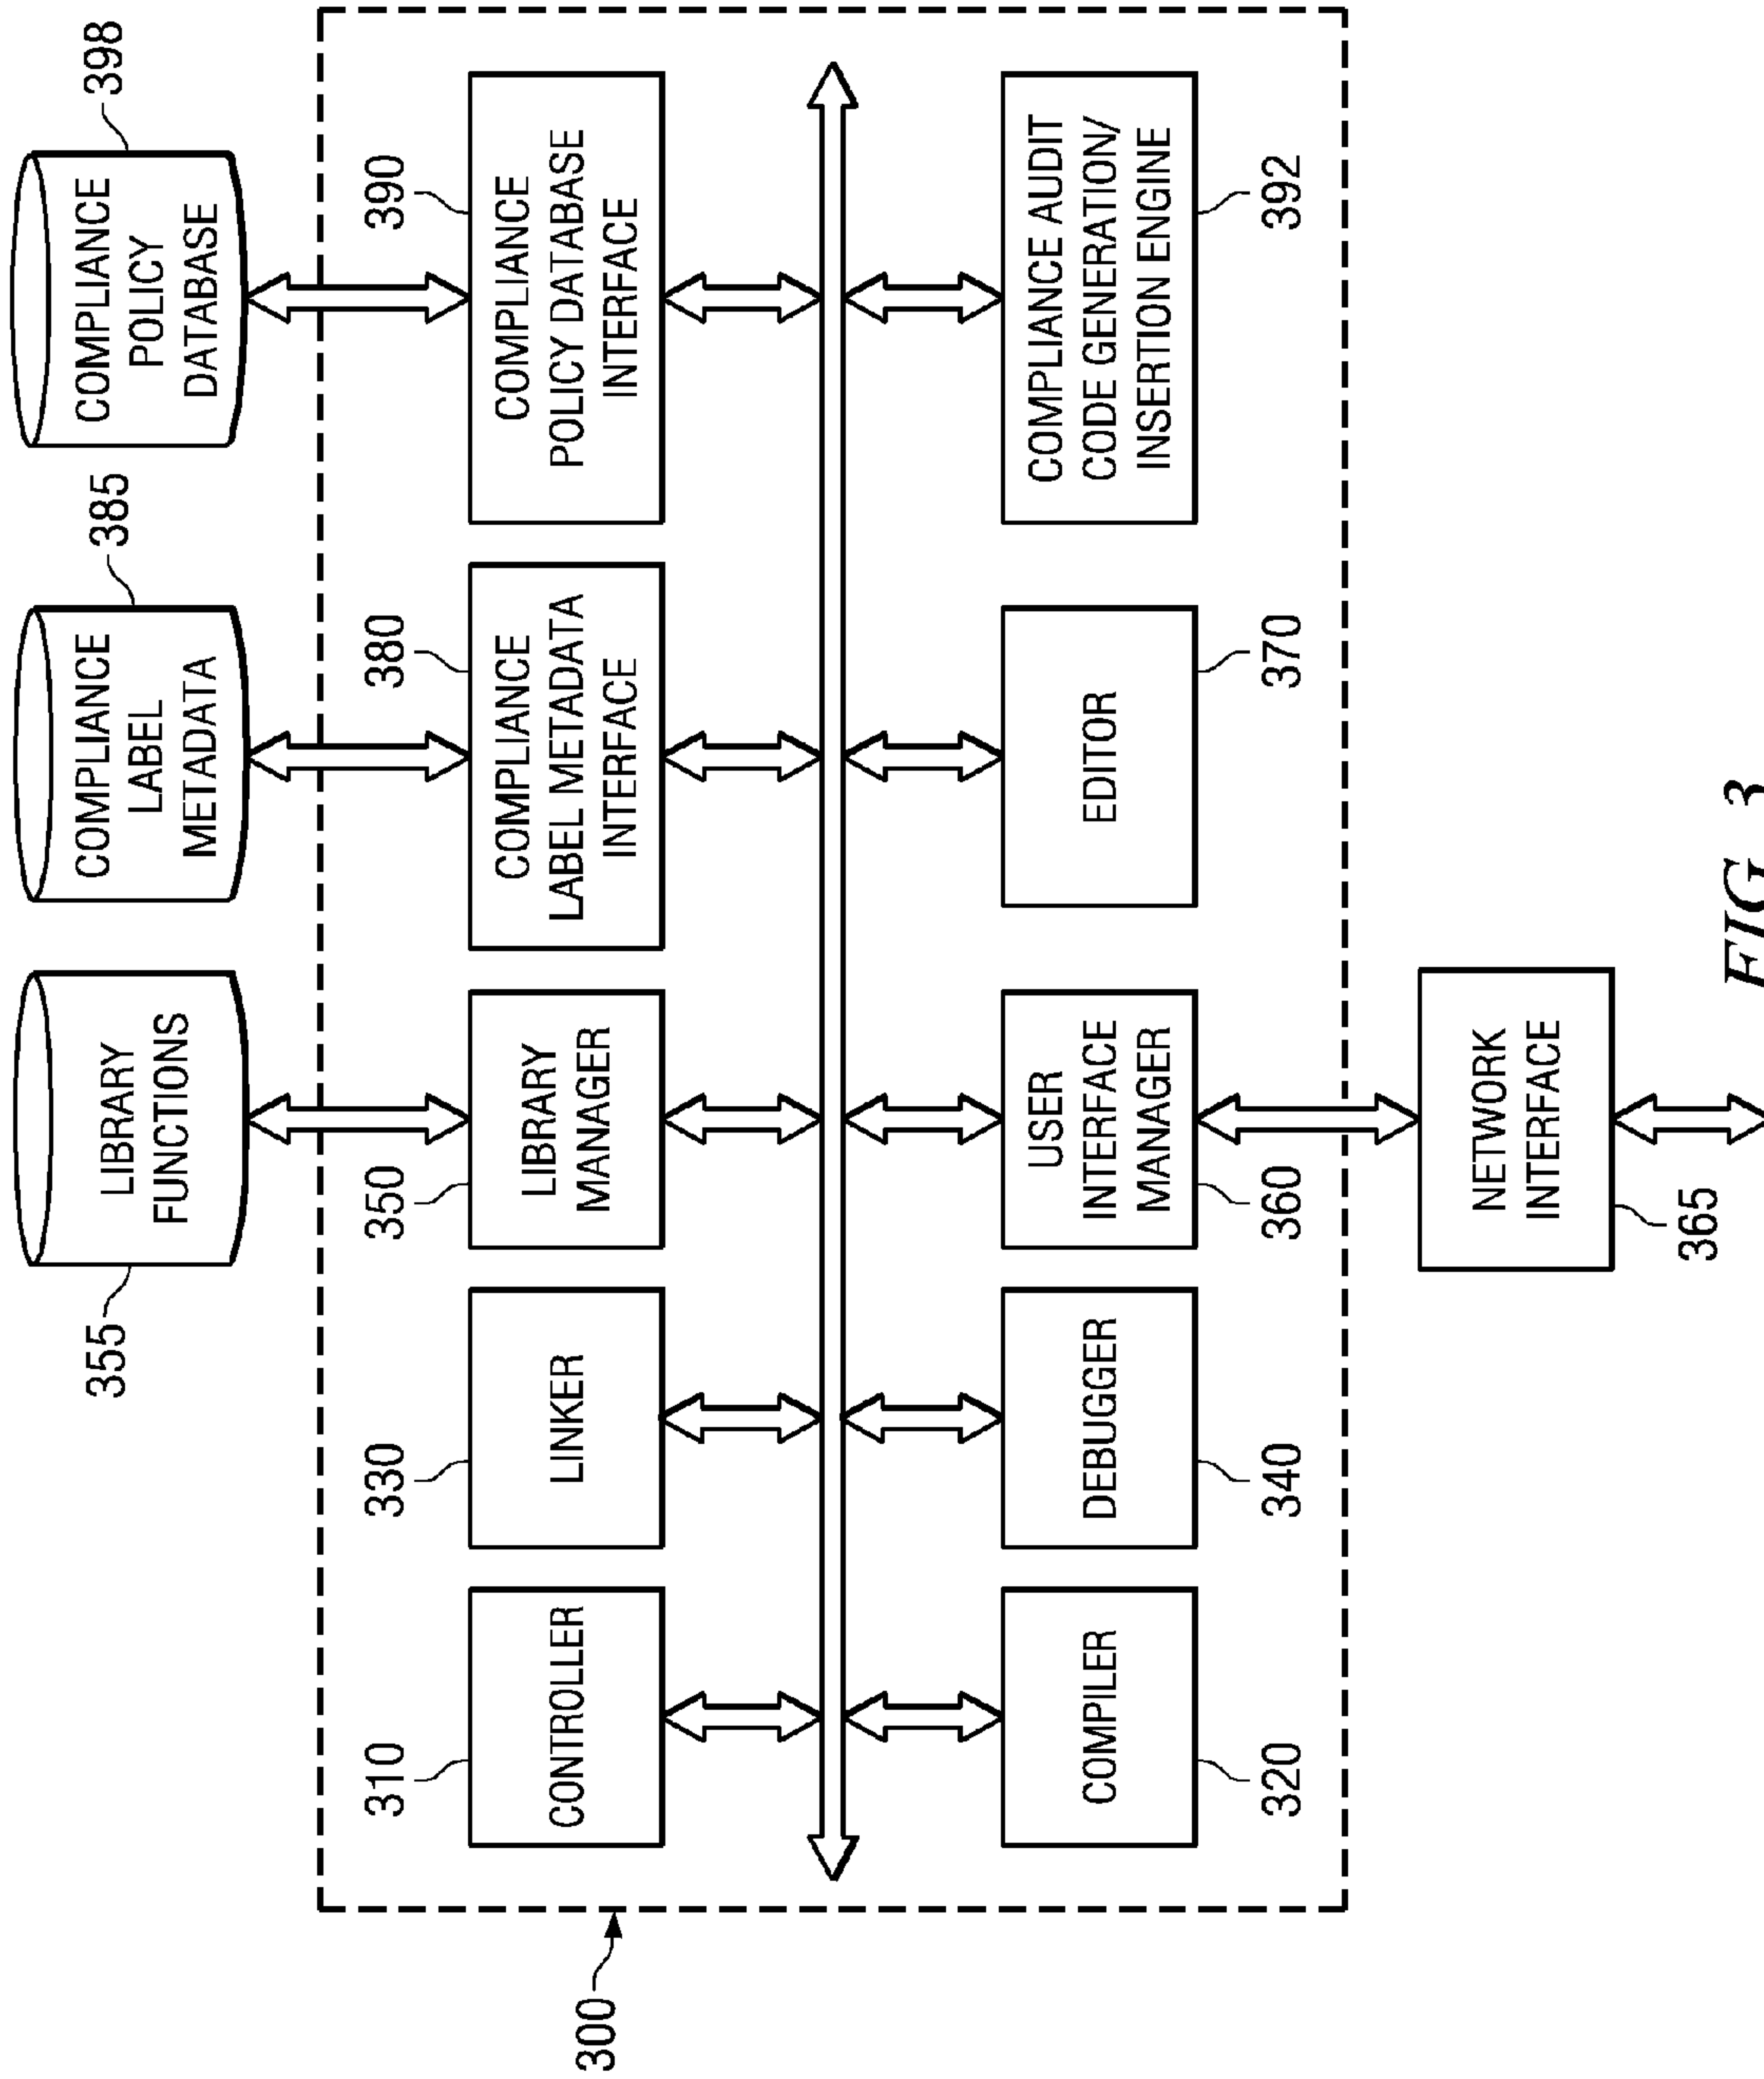 355
LIBRARY
FUNCTIONS
COMPLIANCE
LABEL
METADATA
385
COMPLIANCE
POLICY
DATABASE
398
300
310
CONTROLLER
330
LINKER
350
LIBRARY
MANAGER
380
COMPLIANCE
LABEL METADATA
INTERFACE
390
COMPLIANCE
POLICY DATABASE
INTERFACE
COMPILER
320
DEBUGGER
340
USER
INTERFACE
MANAGER
360
EDITOR
370
COMPLIANCE AUDIT
CODE GENERATION/
INSERTION ENGINE
392
NETWORK
INTERFACE
365
FIG. 3